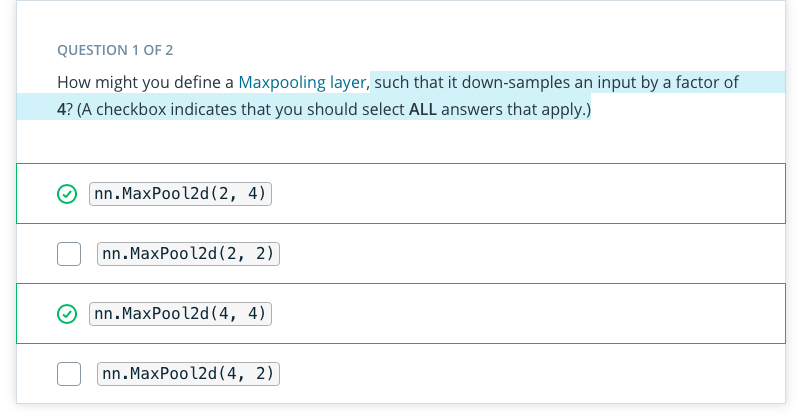 QUESTION 1 OF 2
How might you define a Maxpooling layer, such that it down-samples an input by a factor of
4? (A checkbox indicates that you should select ALL answers that apply.)
nn.MaxPool2d(2, 4)
nn.MaxPool2d(2, 2)
nn.MaxPool2d(4, 4)
nn.MaxPool2d(4, 2)